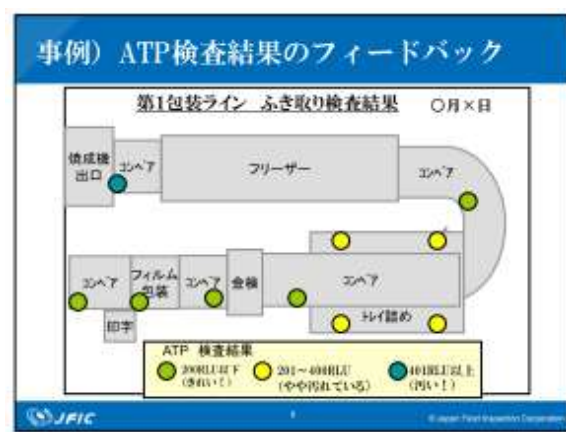 事例）ATP検査結果のフィードバック
第1包装ライン ふき取り検査結果 〇月×日
焼成機
出口
コンベア
フリーザー
コンベア
コンベア
フィルム
包装
コンベア
金検
コンベア
印字
トレイ詰め
ATP 検査結果
200RLU以下
(きれい！)
201～400RLU
(やや汚れている)
401RLU以上
(汚い！)
JFIC
© Japan Food Inspection Corporation